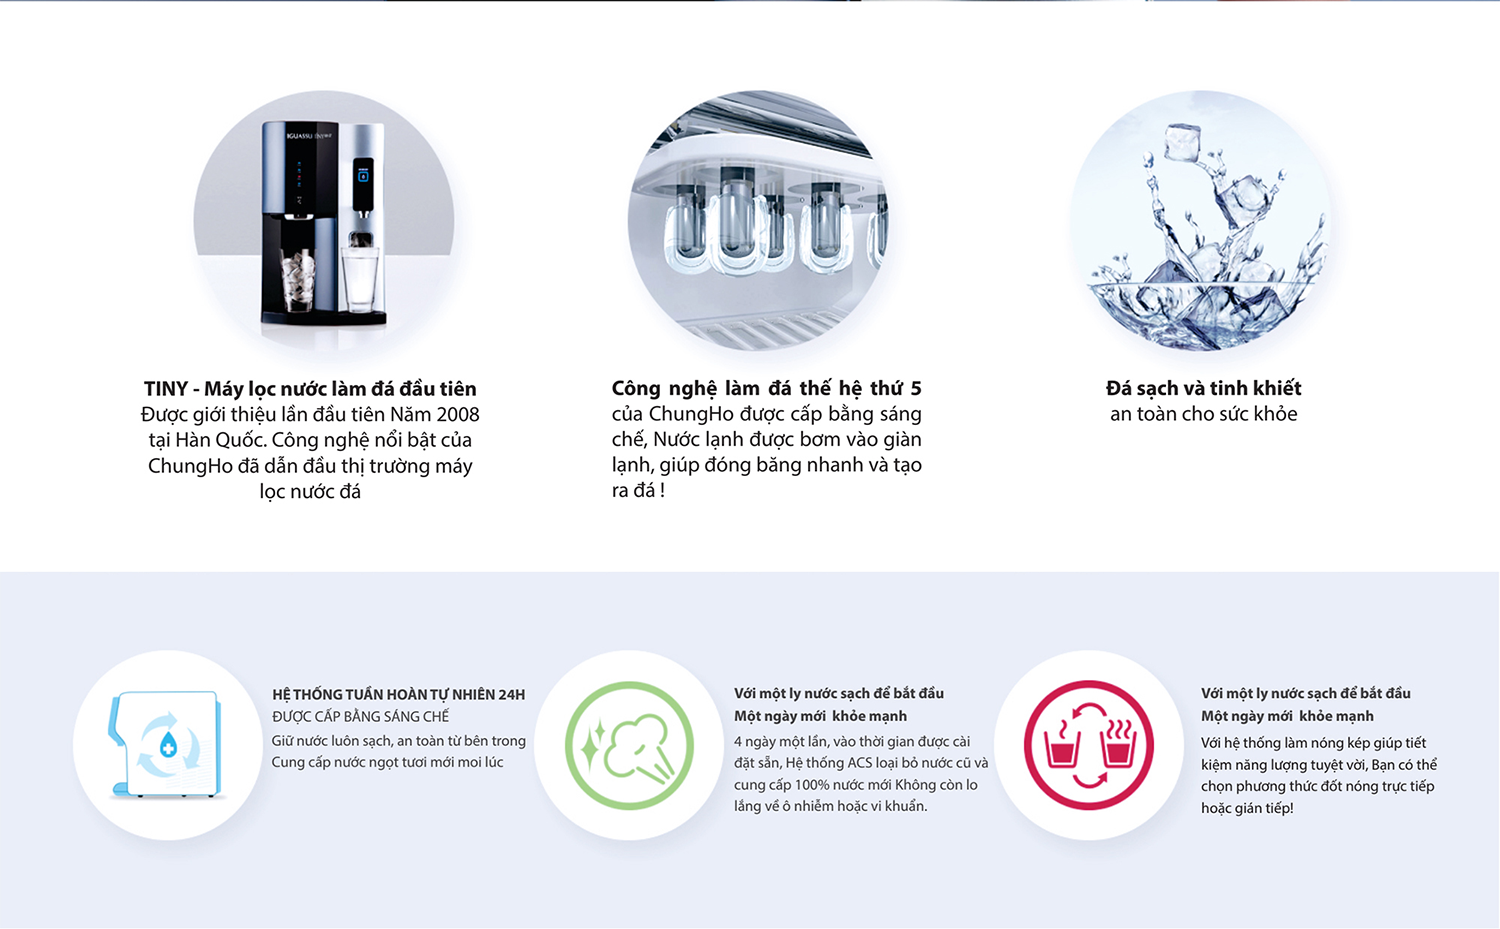 IGUASSU
TINY - Máy lọc nước làm đá đầu tiên
Được giới thiệu lần đầu tiên Năm 2008
tại Hàn Quốc. Công nghệ nổi bật của
ChungHo đã dẫn đầu thị trường máy
lọc nước đá
Công nghệ làm đá thế hệ thứ 5
của ChungHo được cấp bằng sáng
chế, Nước lạnh được bơm vào giàn
lạnh, giúp đóng băng nhanh và tạo
ra đá !
Đá sạch và tinh khiết
an toàn cho sức khỏe
HỆ THỐNG TUẦN HOÀN TỰ NHIÊN 24H
ĐƯỢC CẤP BẰNG SÁNG CHẾ
Giữ nước luôn sạch, an toàn từ bên trong
Cung cấp nước ngọt tươi mới moi lúc
Với một ly nước sạch để bắt đầu
Một ngày mới khỏe mạnh
4 ngày một lần, vào thời gian được cài
đặt sẵn, Hệ thống ACS loại bỏ nước cũ và
cung cấp 100% nước mới Không còn lo
lắng về ô nhiễm hoặc vi khuẩn.
Với một ly nước sạch để bắt đầu
Một ngày mới khỏe mạnh
Với hệ thống làm nóng kép giúp tiết
kiệm năng lượng tuyệt vời, Bạn có thể
chọn phương thức đốt nóng trực tiếp
hoặc gián tiếp!